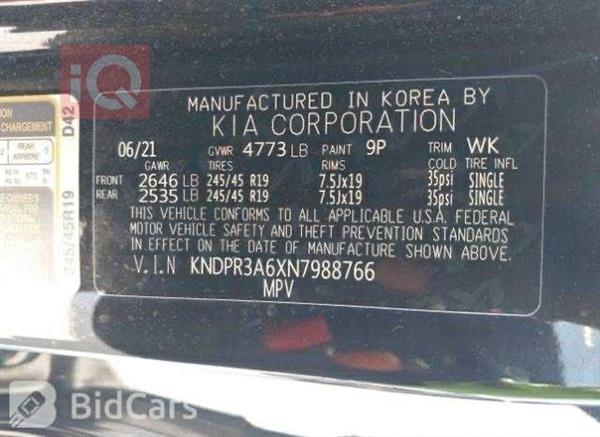 iQ
MANUFACTURED IN KOREA BY
KIA CORPORATION
06/21 GVWR 4773 LB PAINT 9P TRIM WK
GAWR TIRES RIMS COLD TIRE INFL
FRONT 2646 LB 245/45 R19 7.5Jx19 35psi SINGLE
REAR 2535 LB 245/45 R19 7.5Jx19 35psi SINGLE
THIS VEHICLE CONFORMS TO ALL APPLICABLE U.S.A. FEDERAL
MOTOR VEHICLE SAFETY AND THEFT PREVENTION STANDARDS
IN EFFECT ON THE DATE OF MANUFACTURE SHOWN ABOVE.
V.I.N KNDPR3A6XN7988766
MPV
CHARGEMENT
REAR
ARRIERE
D42
245/45R19
BidCars